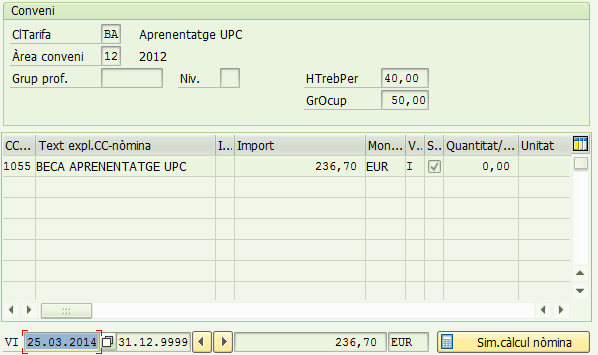 Conveni
ClTarifa BA Aprenentatge UPC
Àrea conveni 12 2012
Grup prof. Niv. HTrebPer 40,00
GrOcup 50,00
CC... Text expl.CC-nòmina I... Import Mon... V.. S.. Quantitat/... Unitat
1055 BECA APRENENTATGE UPC 236,70 EUR I 0,00
VI 25.03.2014 31.12.9999 236,70 EUR Sim.càlcul nòmina